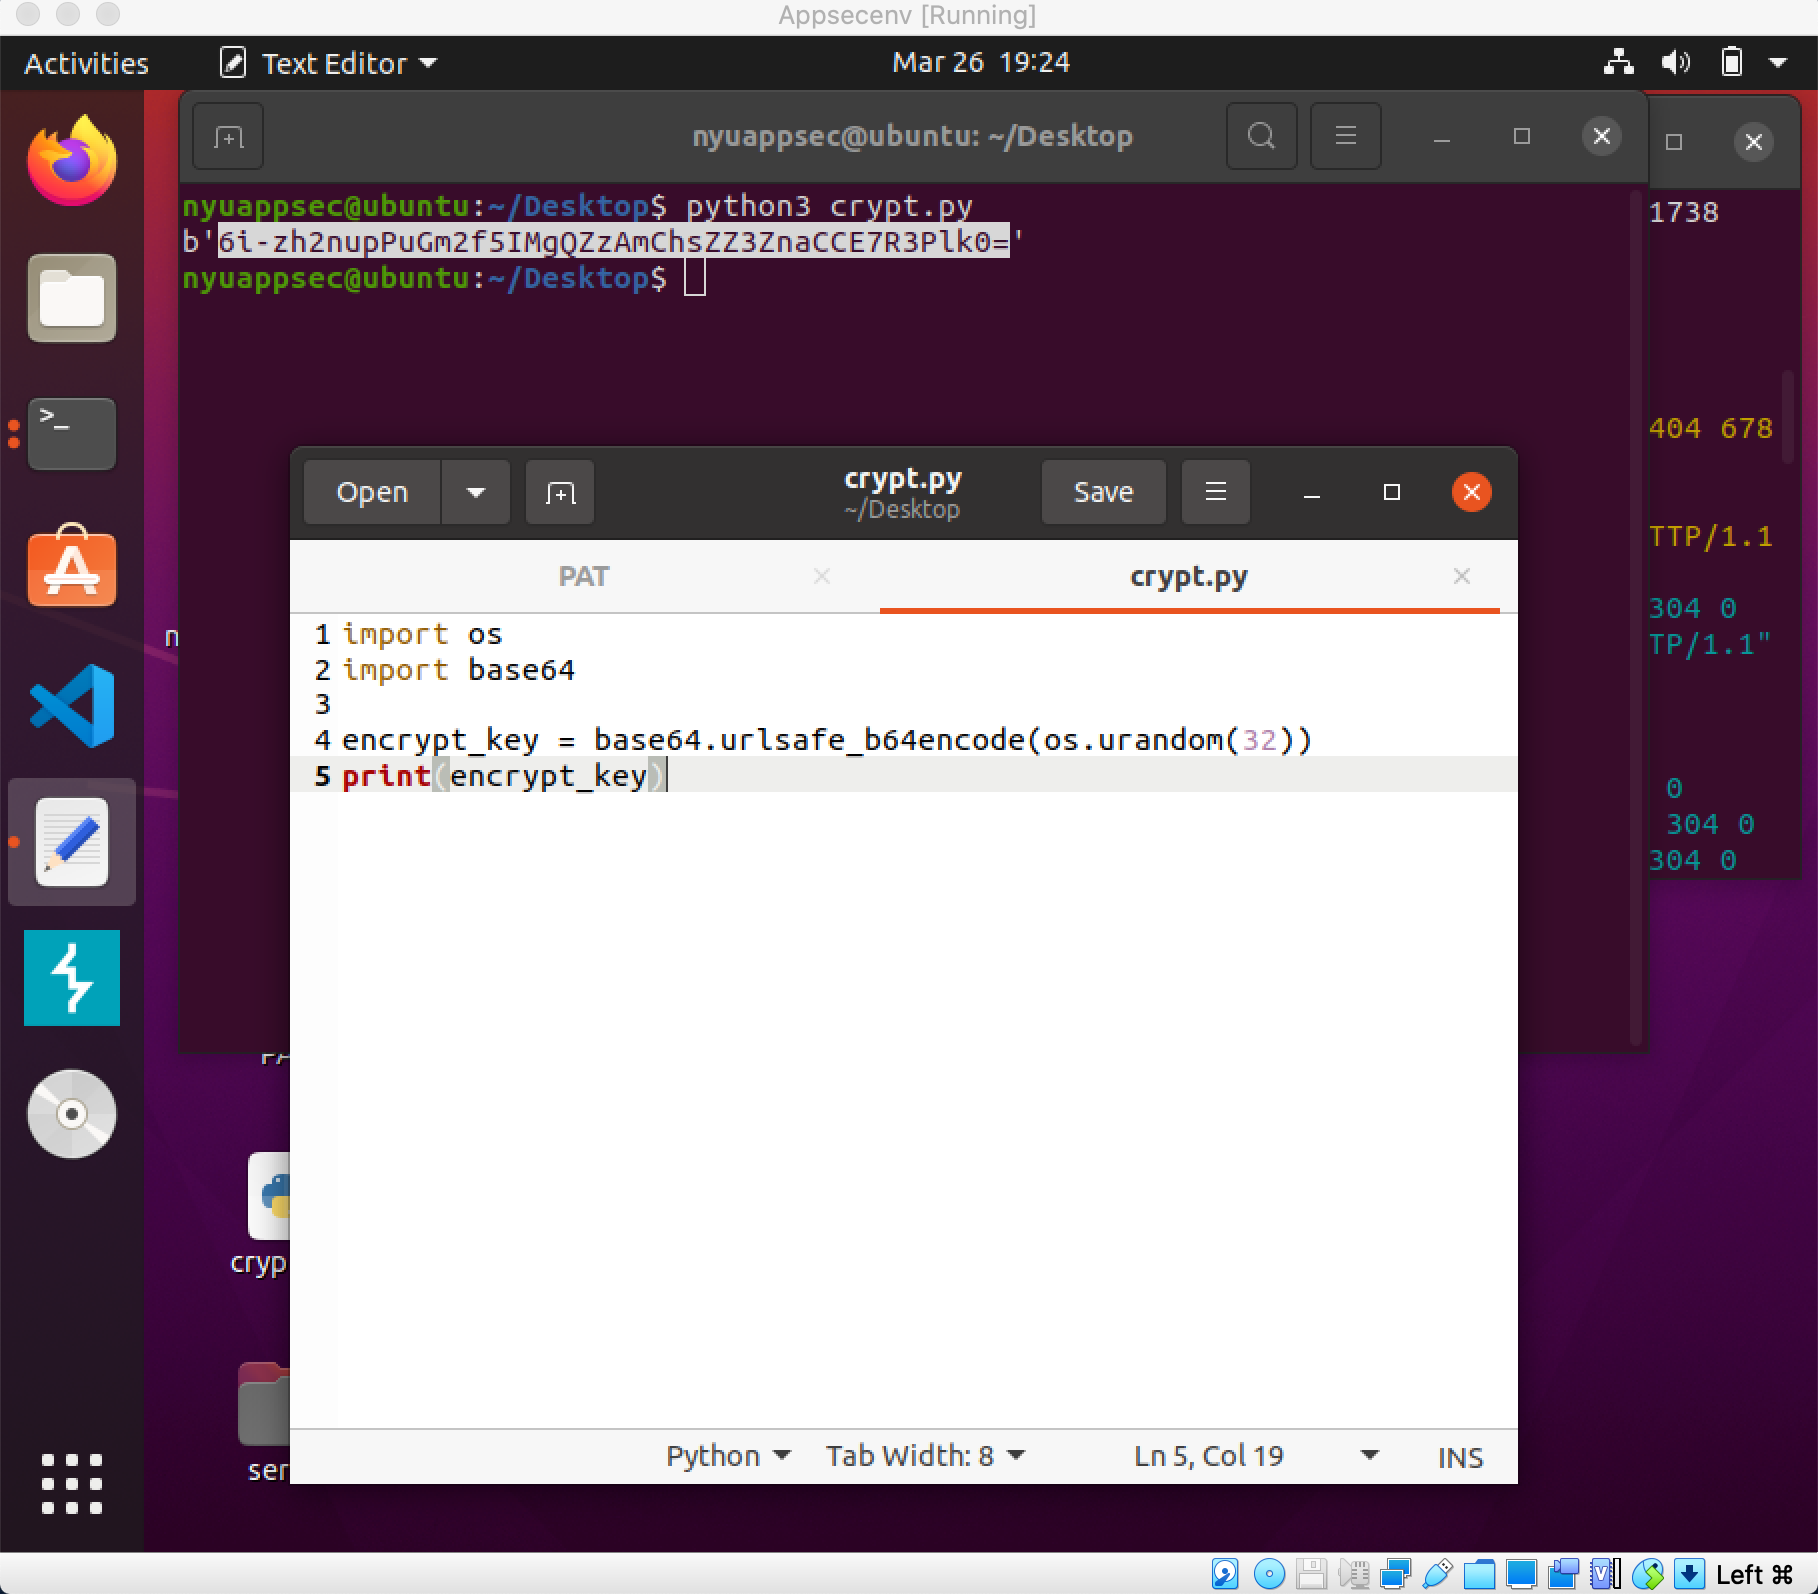 Appsecenv [Running]
Activities
Text Editor
Mar 26 19:24
nyuappsec@ubuntu: ~/Desktop
nyuappsec@ubuntu:~/Desktop$ python3 crypt.py
b'6i-zh2nupPuGm2f5IMgQZzAmChsZZ3ZnaCCE7R3Plk0='
nyuappsec@ubuntu:~/Desktop$
1738
404 678
TTP/1.1
304 0
TP/1.1"
0
304 0
304 0
n
Open
crypt.py
~/Desktop
Save
PAT
crypt.py
1 import os
2 import base64
3
4 encrypt_key = base64.urlsafe_b64encode(os.urandom(32))
5 print(encrypt_key)
cryp
ser
Python
Tab Width: 8
Ln 5, Col 19
INS
Left ⌘